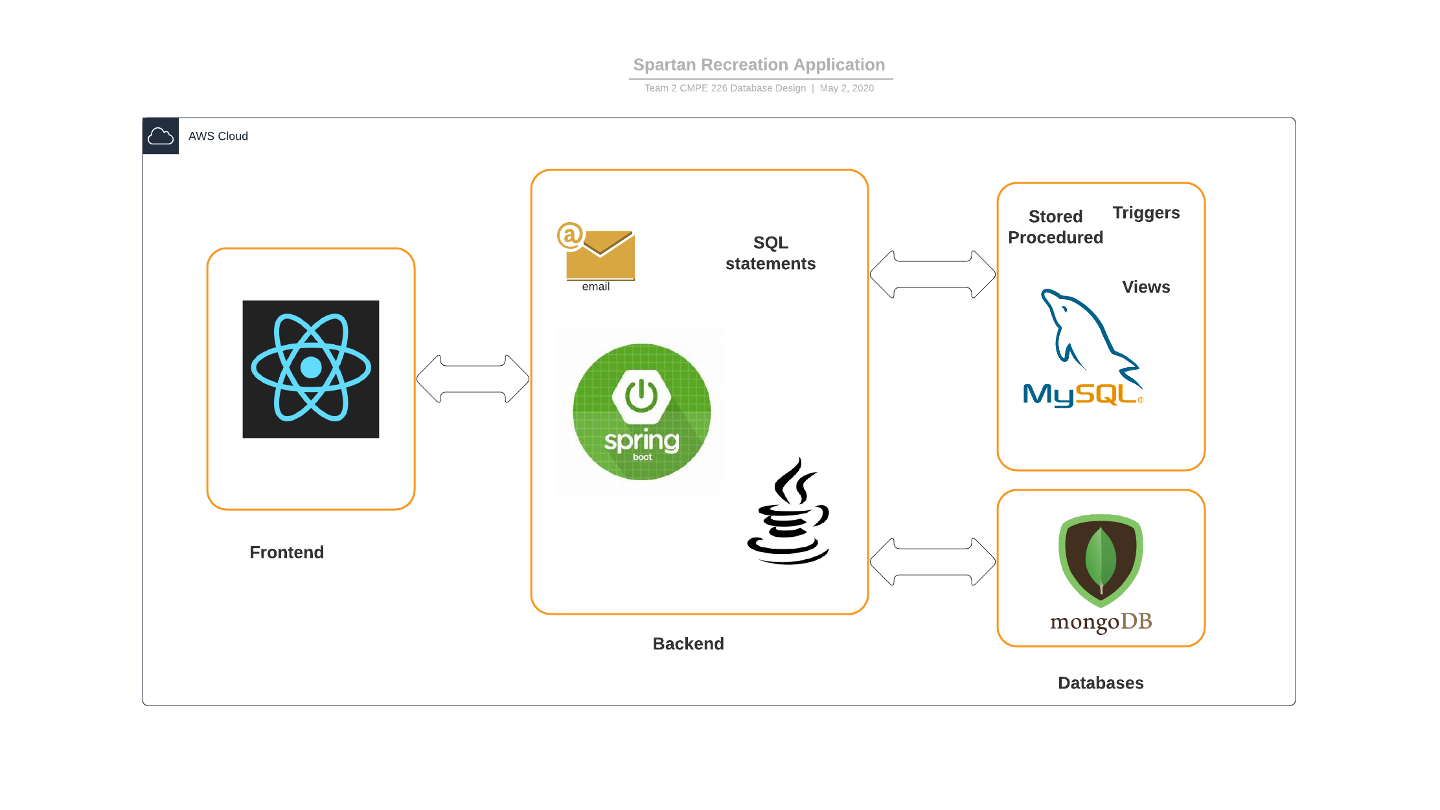 Spartan Recreation Application
Team 2 CMPE 226 Database Design | May 2, 2020
AWS Cloud
@
email
SQL
statements
spring
boot
Stored
Procedured
Triggers
Views
MySQL®
mongoDB
Frontend
Backend
Databases